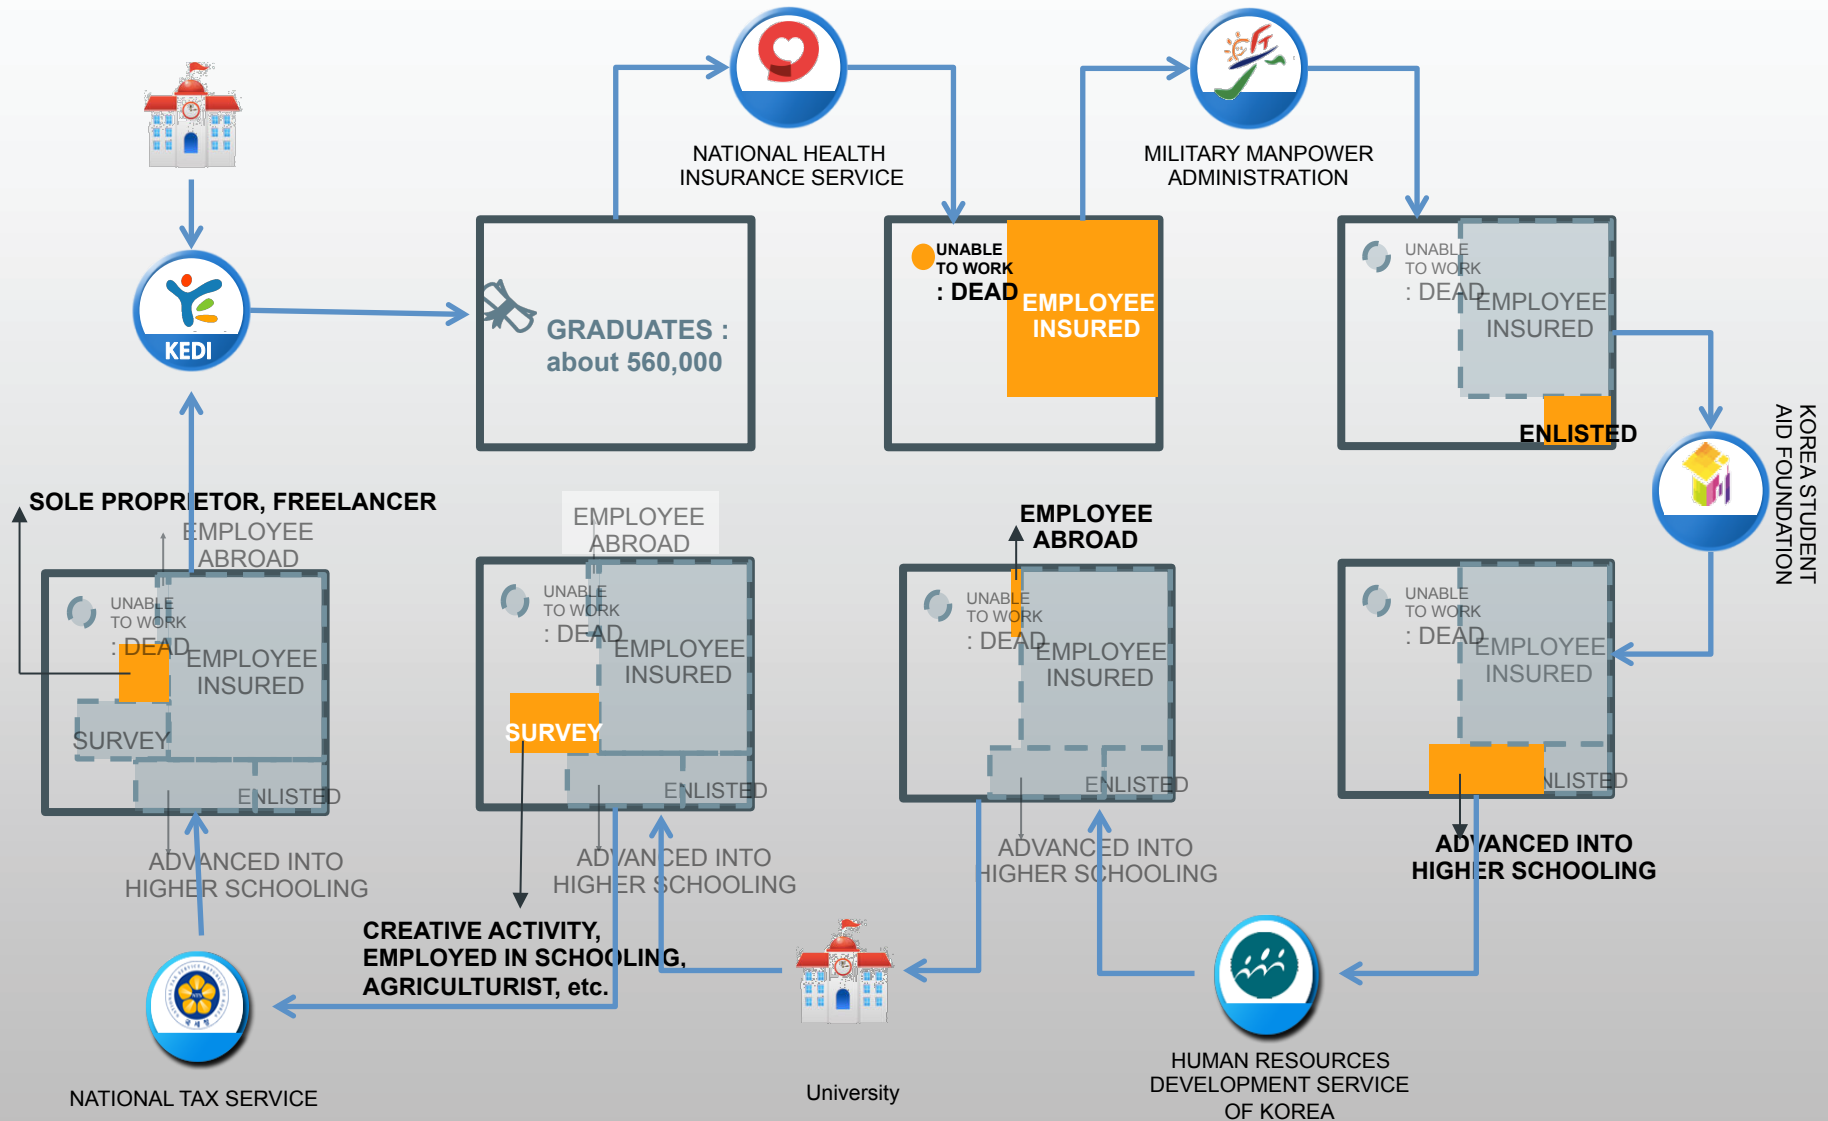 NATIONAL HEALTH
INSURANCE SERVICE
MILITARY MANPOWER
ADMINISTRATION
KEDI
GRADUATES :
about 560,000
UNABLE
TO WORK
: DEAD
EMPLOYEE
INSURED
UNABLE
TO WORK
: DEAD
EMPLOYEE
INSURED
ENLISTED
KOREA STUDENT
AID FOUNDATION
SOLE PROPRIETOR, FREELANCER
EMPLOYEE
ABROAD
UNABLE
TO WORK
: DEAD
EMPLOYEE
INSURED
SURVEY
ENLISTED
ADVANCED INTO
HIGHER SCHOOLING
EMPLOYEE
ABROAD
UNABLE
TO WORK
: DEAD
EMPLOYEE
INSURED
SURVEY
ENLISTED
ADVANCED INTO
HIGHER SCHOOLING
CREATIVE ACTIVITY,
EMPLOYED IN SCHOOLING,
AGRICULTURIST, etc.
EMPLOYEE
ABROAD
UNABLE
TO WORK
: DEAD
EMPLOYEE
INSURED
ENLISTED
ADVANCED INTO
HIGHER SCHOOLING
UNABLE
TO WORK
: DEAD
EMPLOYEE
INSURED
NLISTED
ADVANCED INTO
HIGHER SCHOOLING
국세청
NATIONAL TAX SERVICE
University
HUMAN RESOURCES
DEVELOPMENT SERVICE
OF KOREA